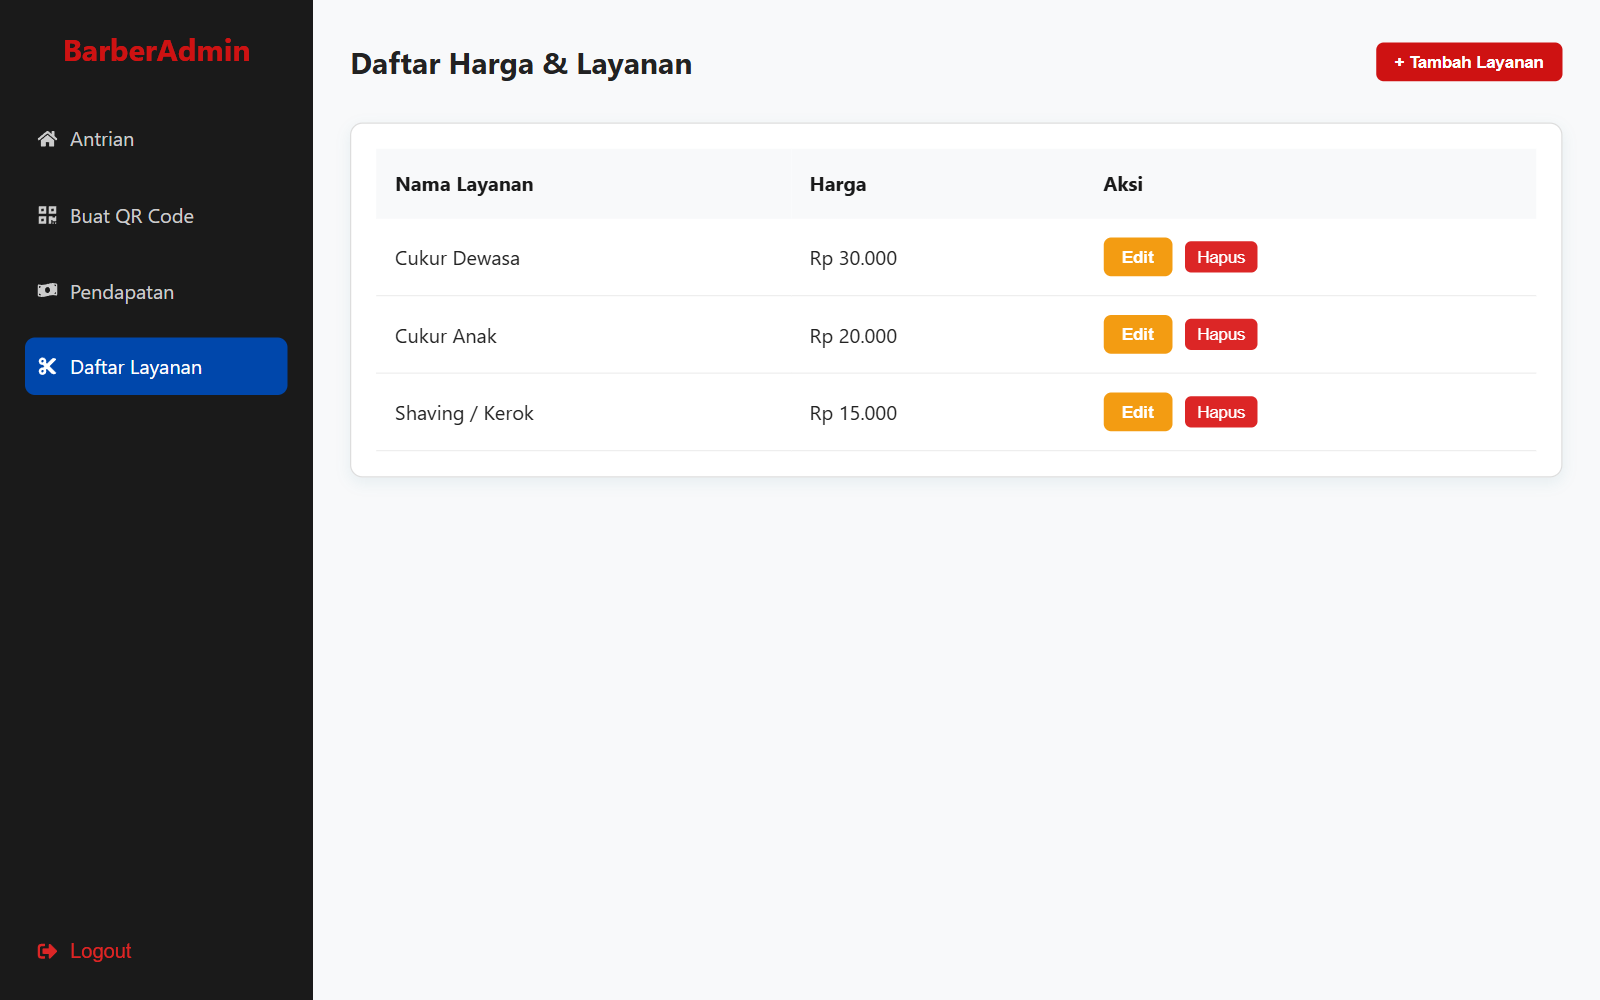 BarberAdmin
Antrian
Buat QR Code
Pendapatan
Daftar Layanan
Logout
Daftar Harga & Layanan
+ Tambah Layanan
Nama Layanan Harga Aksi
Cukur Dewasa Rp 30.000 Edit Hapus
Cukur Anak Rp 20.000 Edit Hapus
Shaving / Kerok Rp 15.000 Edit Hapus